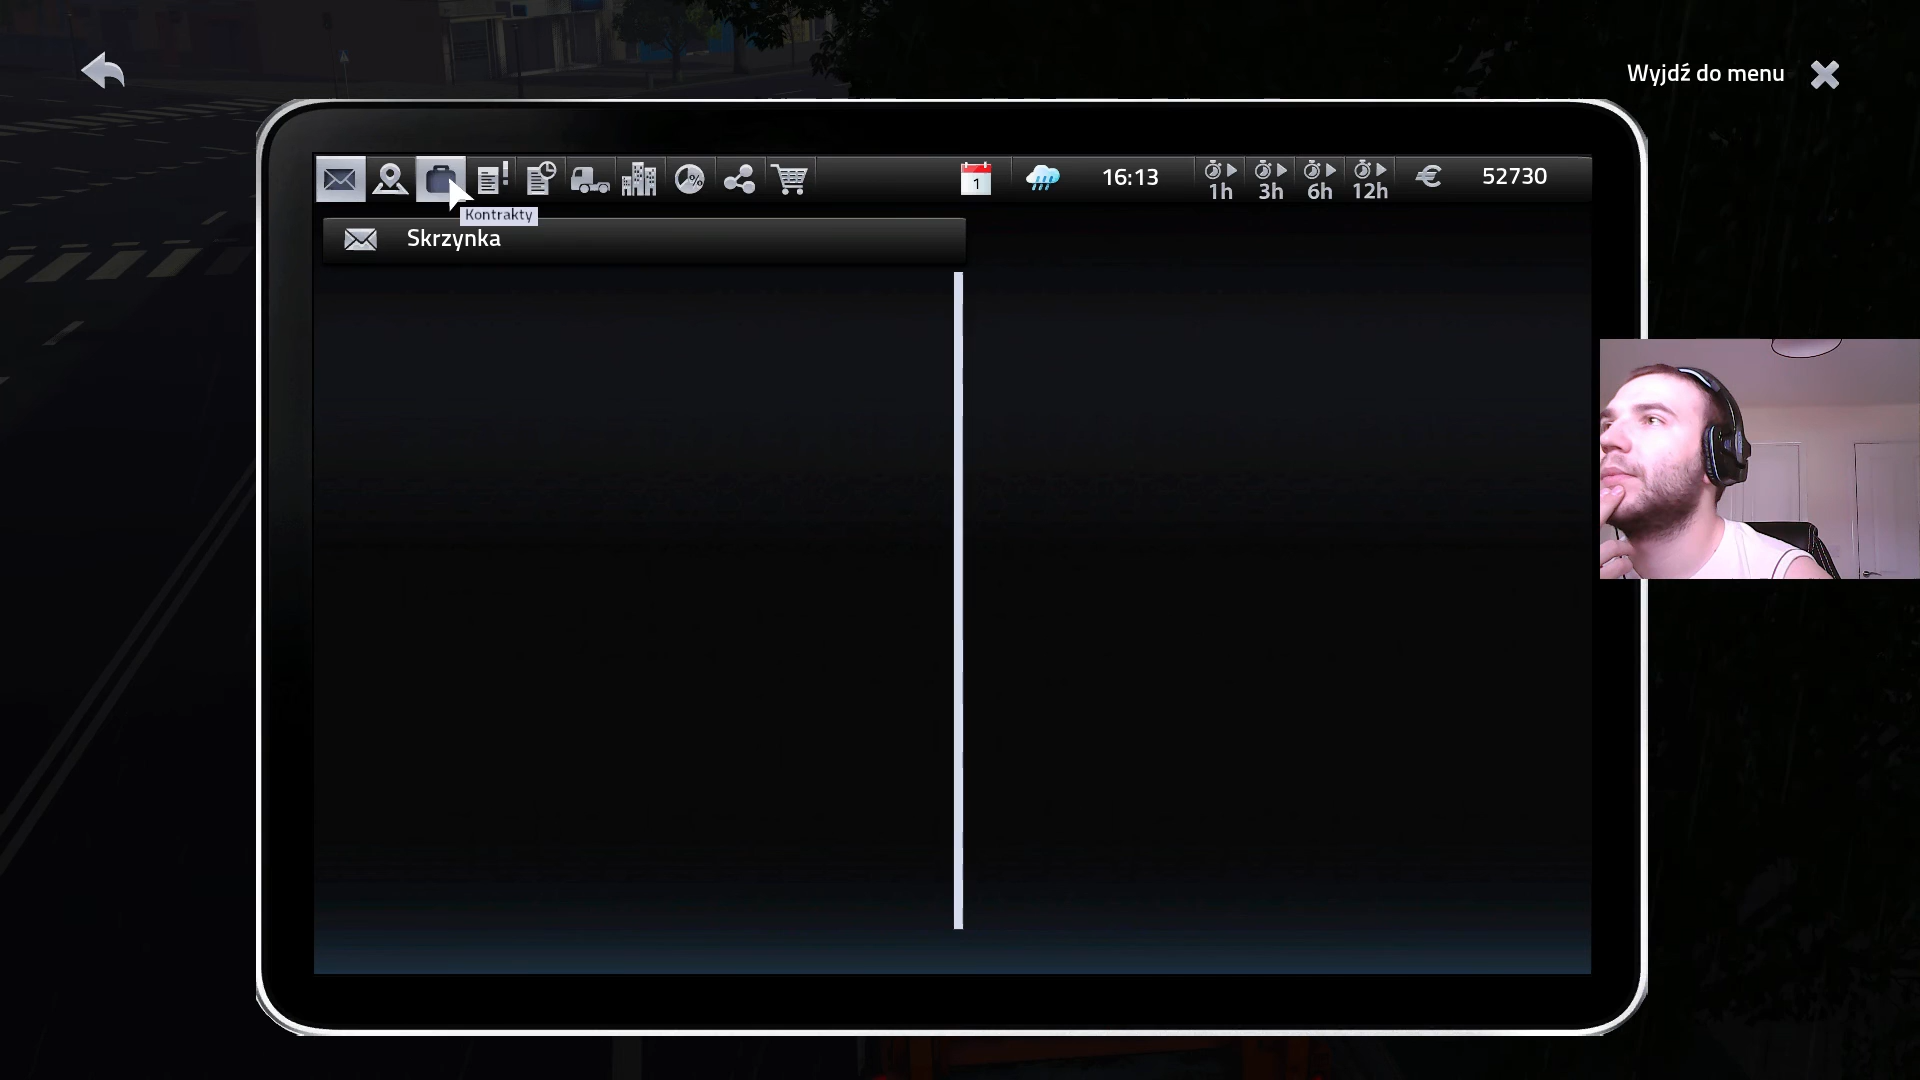 Wyjdź do menu
1
16:13
1h
3h
6h
12h
€
52730
Kontrakty
Skrzynka